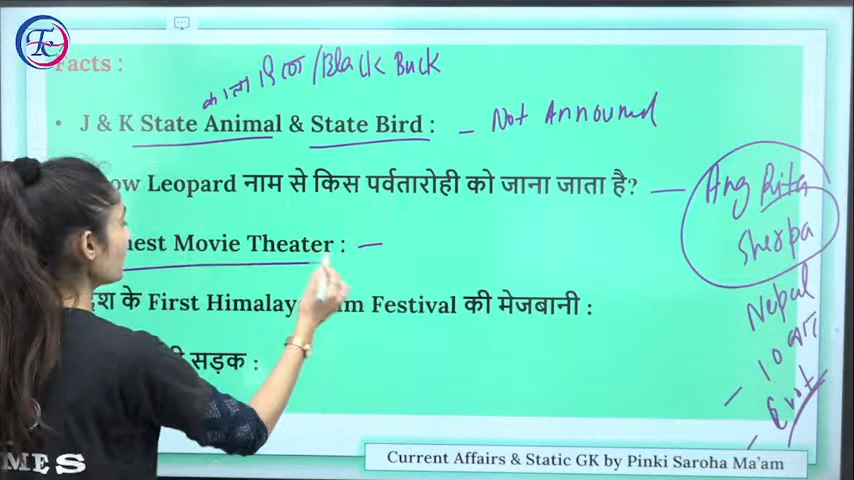 Facts :
काला हिरण / Black Buck
• J & K State Animal & State Bird : - Not Announced
ow Leopard नाम से किस पर्वतारोही को जाना जाता है? - Ang Rita Sherpa
Nepal
10 बार
hest Movie Theater : -
के First Himalay Festival की मेजबानी :
सड़क :
MES
Current Affairs & Static GK by Pinki Saroha Ma'am